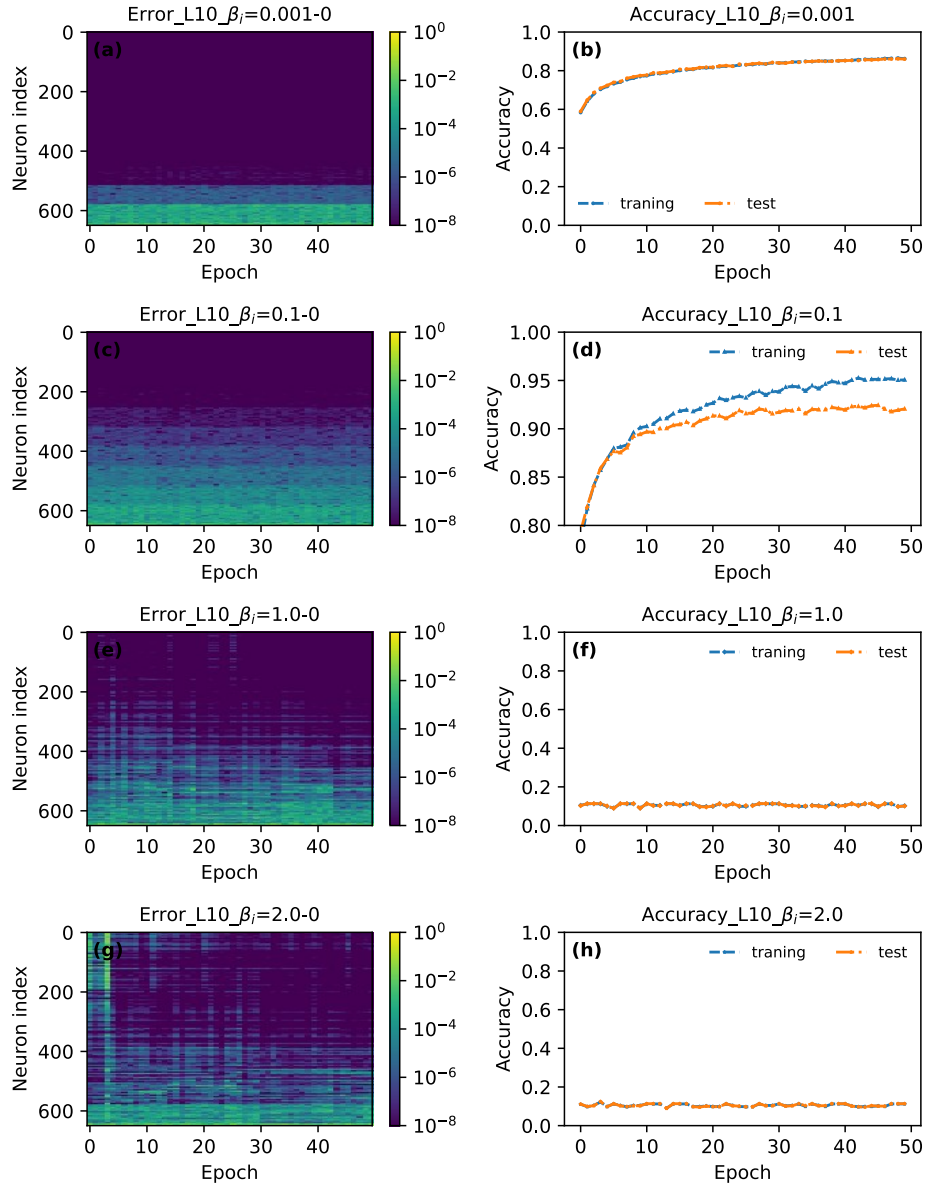 Error_L10_βi=0.001-0
Accuracy_L10_βi=0.001
(a)
0
200
400
600
Neuron index
0 10 20 30 40
Epoch
10^0
10^-2
10^-4
10^-6
10^-8
(b)
1.0
0.8
0.6
0.4
0.2
0.0
Accuracy
traning test
0 10 20 30 40 50
Epoch
Error_L10_βi=0.1-0
Accuracy_L10_βi=0.1
(c)
0
200
400
600
Neuron index
0 10 20 30 40
Epoch
10^0
10^-2
10^-4
10^-6
10^-8
(d)
traning test
1.00
0.95
0.90
0.85
0.80
Accuracy
0 10 20 30 40 50
Epoch
Error_L10_βi=1.0-0
Accuracy_L10_βi=1.0
(e)
0
200
400
600
Neuron index
0 10 20 30 40
Epoch
10^0
10^-2
10^-4
10^-6
10^-8
(f)
traning test
1.0
0.8
0.6
0.4
0.2
0.0
Accuracy
0 10 20 30 40 50
Epoch
Error_L10_βi=2.0-0
Accuracy_L10_βi=2.0
(g)
0
200
400
600
Neuron index
0 10 20 30 40
Epoch
10^0
10^-2
10^-4
10^-6
10^-8
(h)
traning test
1.0
0.8
0.6
0.4
0.2
0.0
Accuracy
0 10 20 30 40 50
Epoch